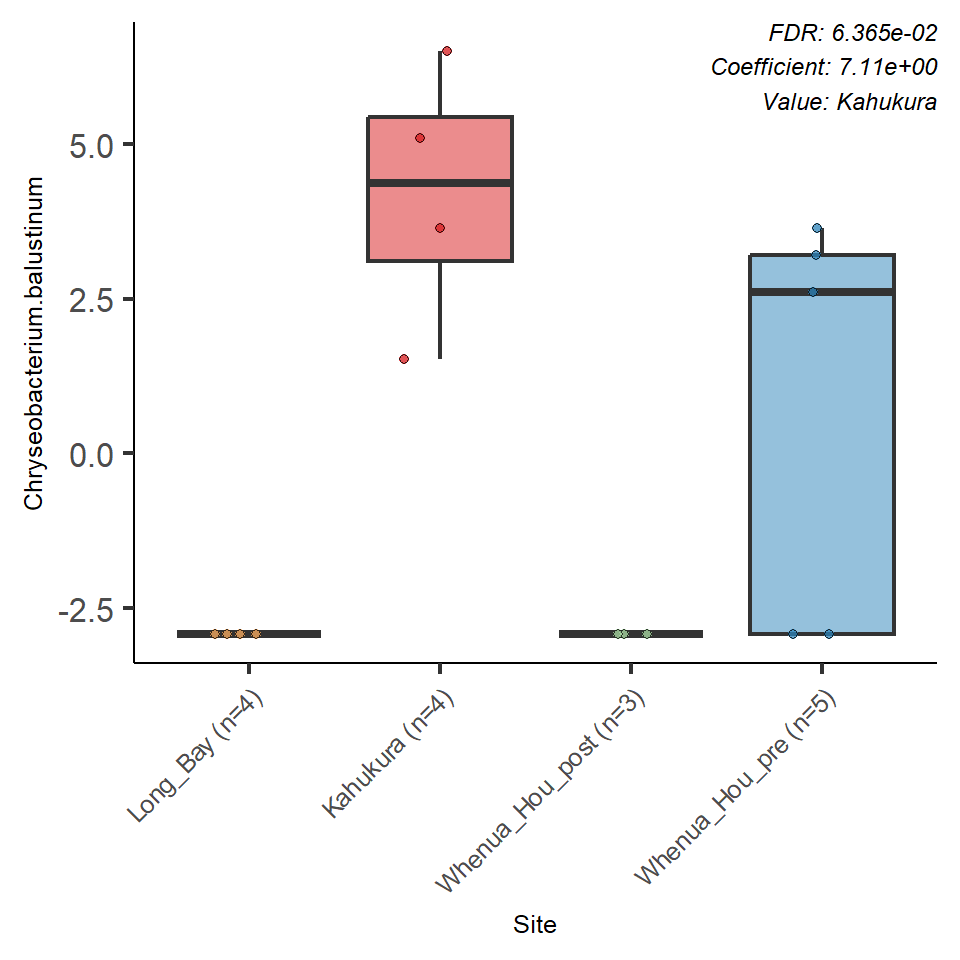 FDR: 6.365e-02
Coefficient: 7.11e+00
Value: Kahukura
Chryseobacterium.balustinum
5.0
2.5
0.0
-2.5
Long_Bay (n=4)
Kahukura (n=4)
Whenua_Hou_post (n=3)
Whenua_Hou_pre (n=5)
Site